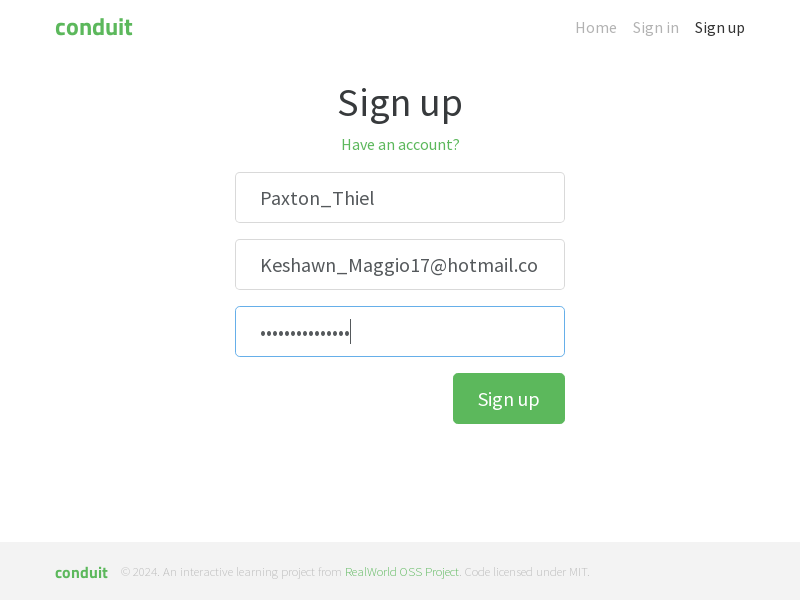 conduit
Home Sign in Sign up
Sign up
Have an account?
Paxton_Thiel
Keshawn_Maggio17@hotmail.co
•••••••••••••••
Sign up
conduit © 2024. An interactive learning project from RealWorld OSS Project. Code licensed under MIT.